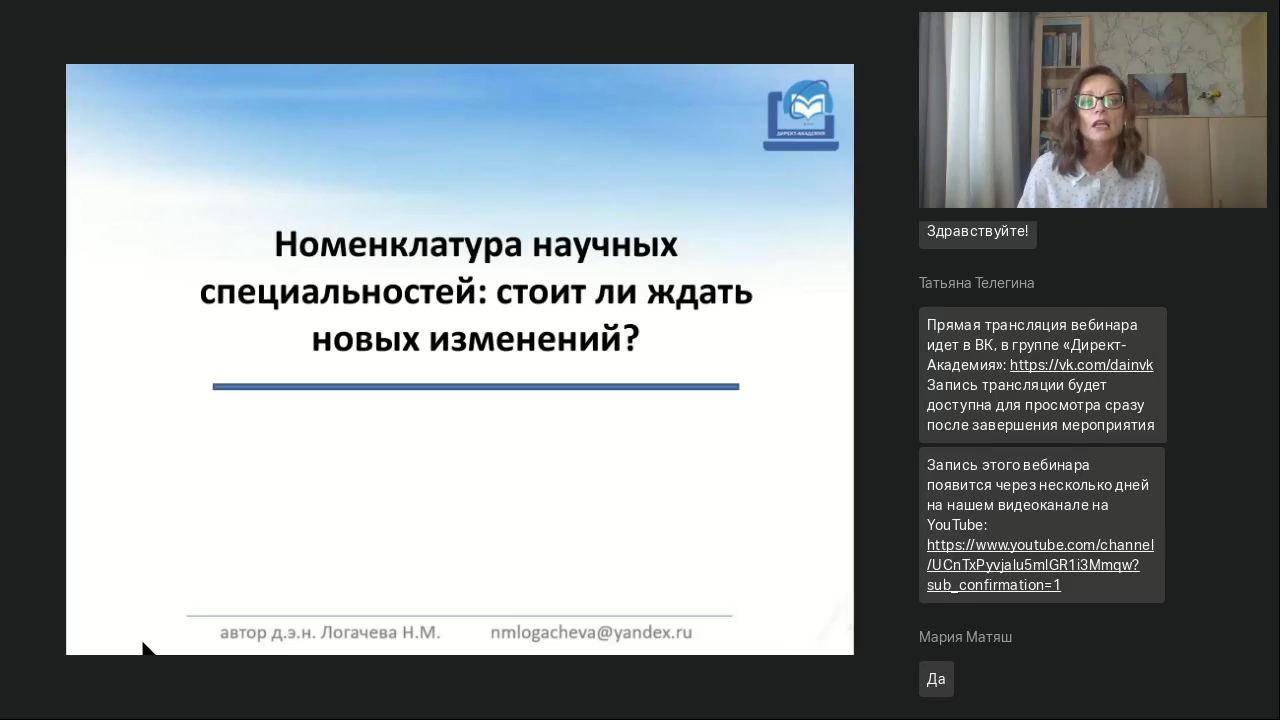 ДИРЕКТ-АКАДЕМИЯ
Номенклатура научных
специальностей: стоит ли ждать
новых изменений?
автор д.э.н. Логачева Н.М. nmlogacheva@yandex.ru
Здравствуйте!
Татьяна Телегина
Прямая трансляция вебинара
идет в ВК, в группе «Директ-
Академия»: https://vk.com/dainvk
Запись трансляции будет
доступна для просмотра сразу
после завершения мероприятия
Запись этого вебинара
появится через несколько дней
на нашем видеоканале на
YouTube:
https://www.youtube.com/channel
/UCnTxPyvjalu5mlGR1i3Mmqw?
sub_confirmation=1
Мария Матяш
Да